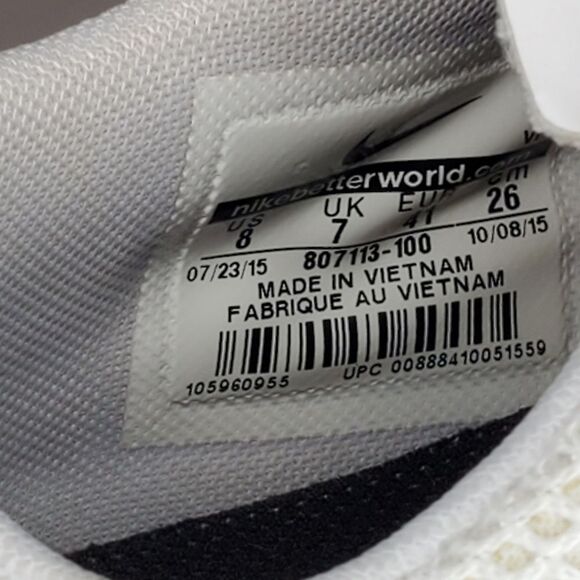 nikebetterworld.com
US UK EUR cm
8 7 41 26
07/23/15 807113-100 10/08/15
MADE IN VIETNAM
FABRIQUE AU VIETNAM
105960955 UPC 00888410051559